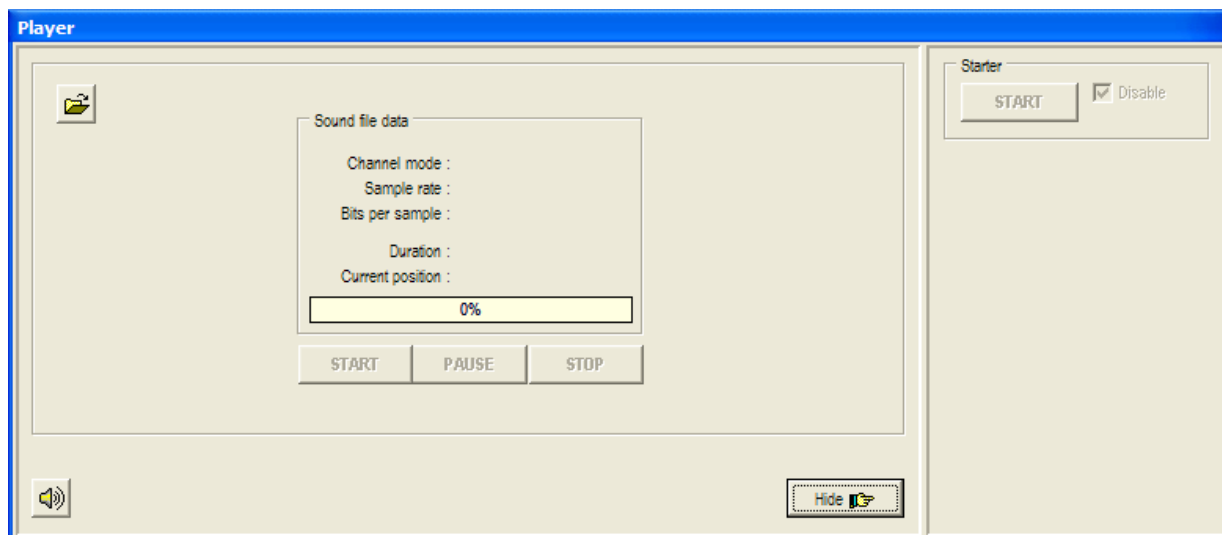 Player
Sound file data
Channel mode :
Sample rate :
Bits per sample :
Duration :
Current position :
0%
START PAUSE STOP
Hide
Starter
START Disable